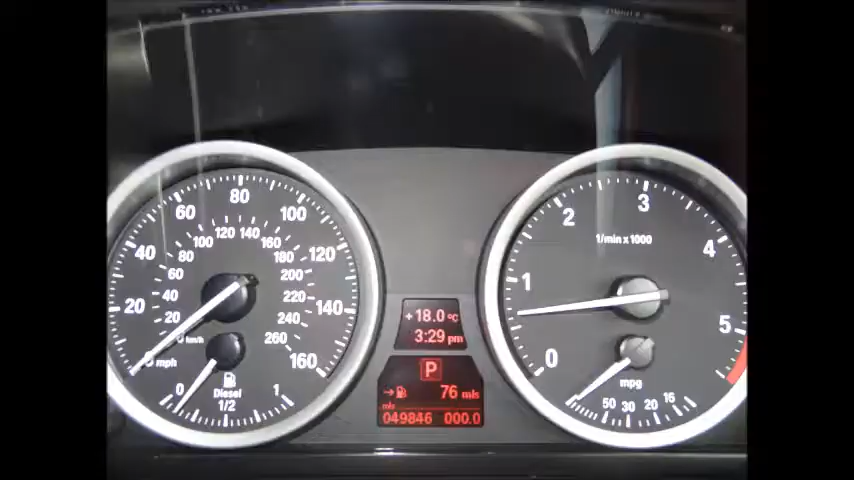 80
60
100
40
120
20
140
160
mph
120 140
100
160
80
180
60
200
40
220
20
240
260
km/h
0
Diesel
1/2
1
+18.0 °C
3:29 pm
P
76 mls
mls
049846 000.0
3
2
4
1/min x 1000
1
5
0
mpg
50 30 20 16